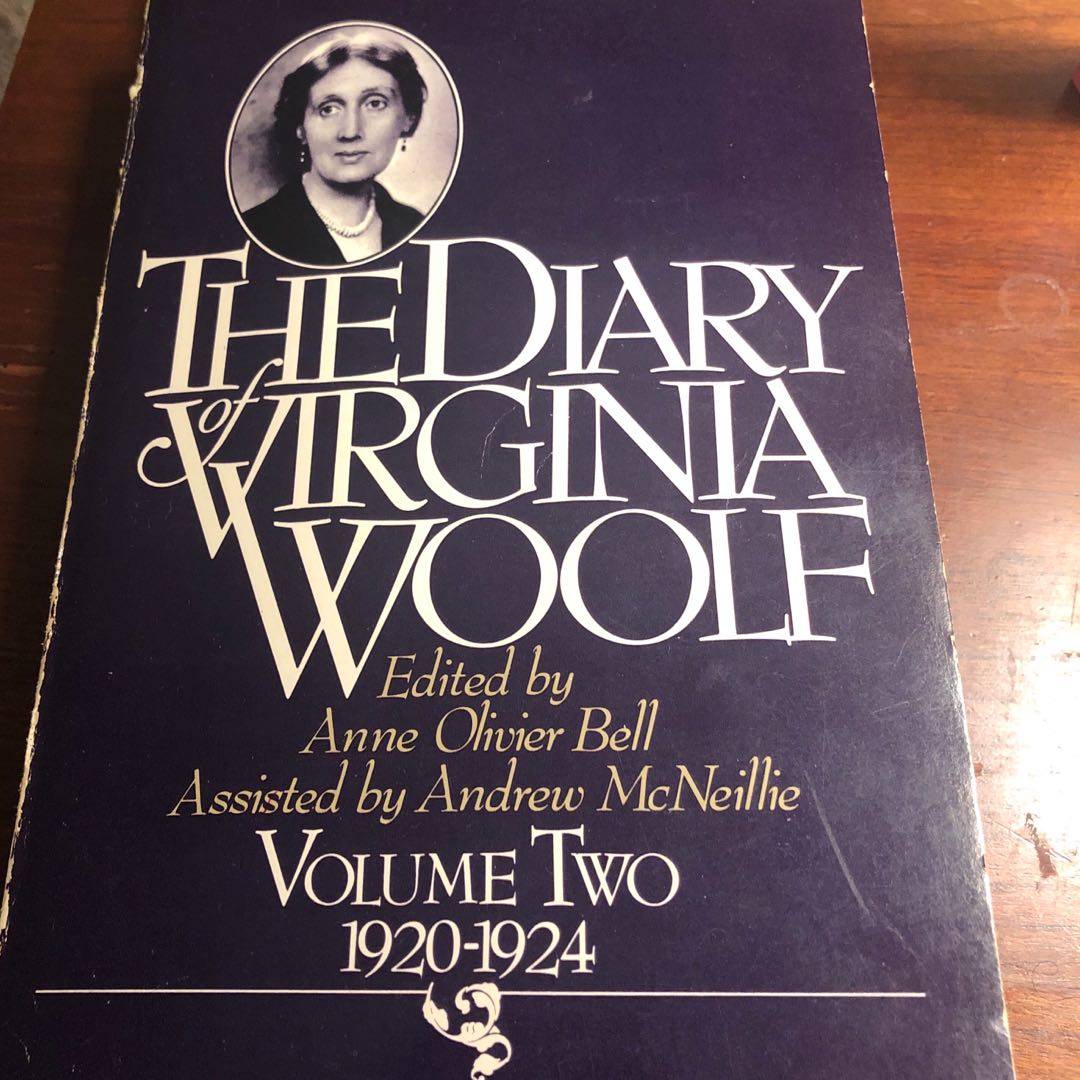 THE DIARY
of VIRGINIA
WOOLF
Edited by
Anne Olivier Bell
Assisted by Andrew McNeillie
VOLUME TWO
1920-1924